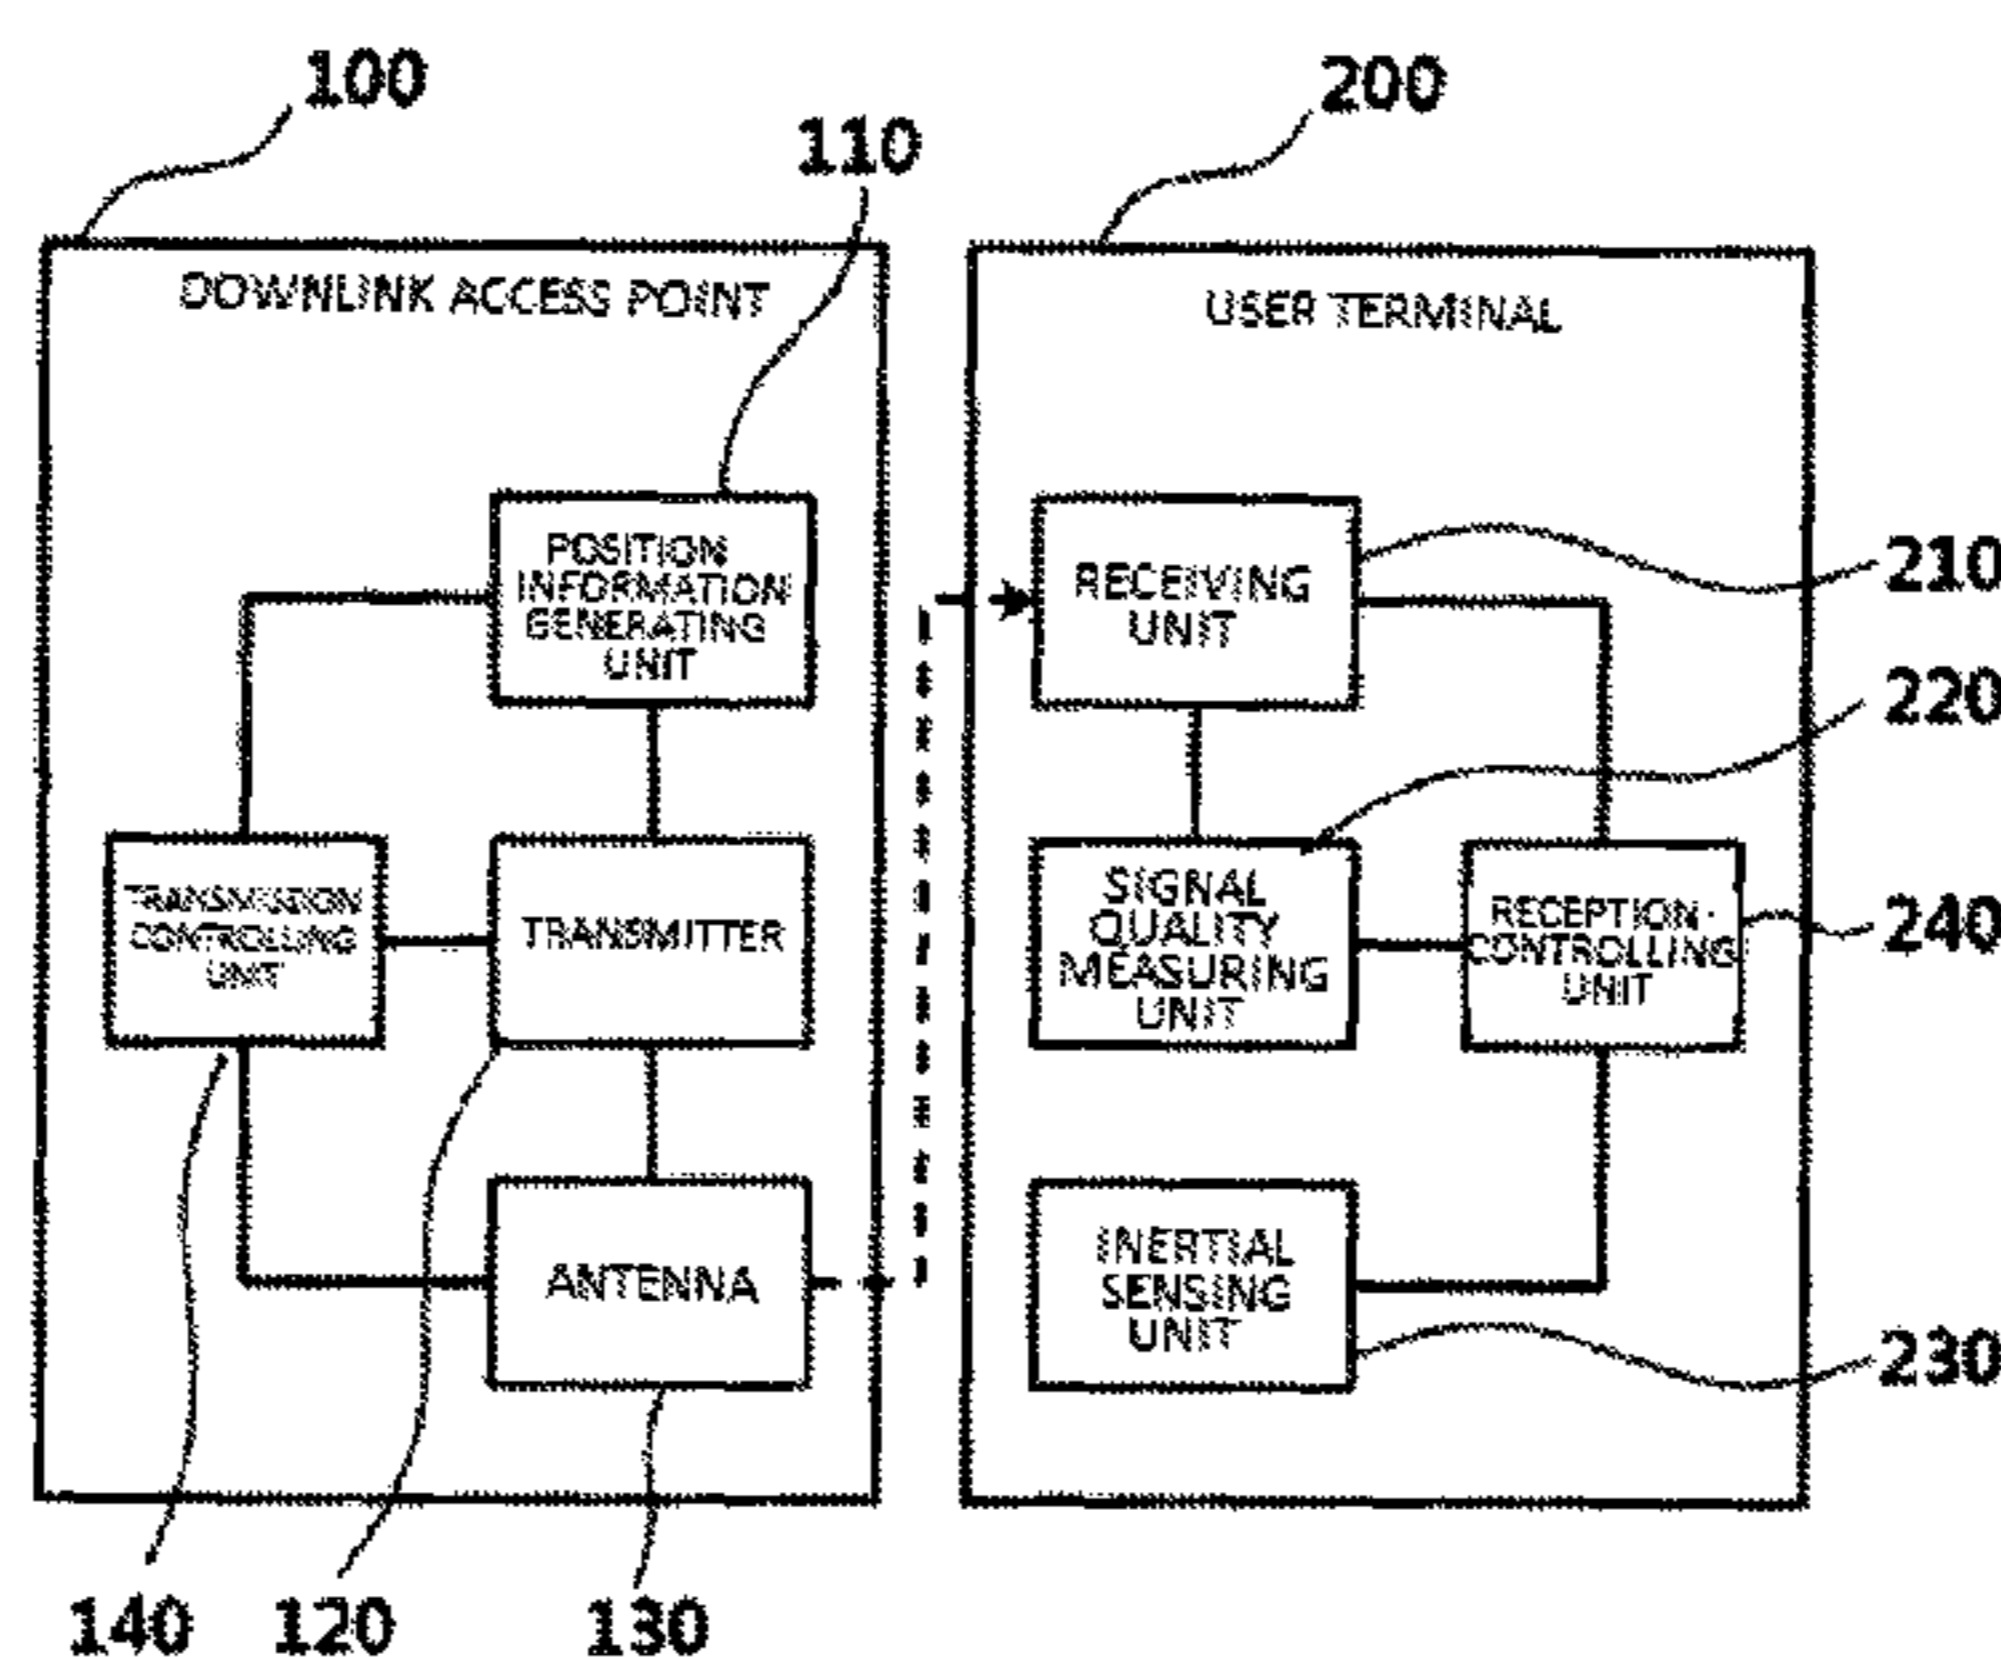 100
200
110
DOWNLINK ACCESS POINT
USER TERMINAL
POSITION
INFORMATION
GENERATING
UNIT
RECEIVING
UNIT
210
220
TRANSMISSION
CONTROLLING
UNIT
TRANSMITTER
SIGNAL
QUALITY
MEASURING
UNIT
RECEPTION-
CONTROLLING
UNIT
240
ANTENNA
INERTIAL
SENSING
UNIT
230
140
120
130